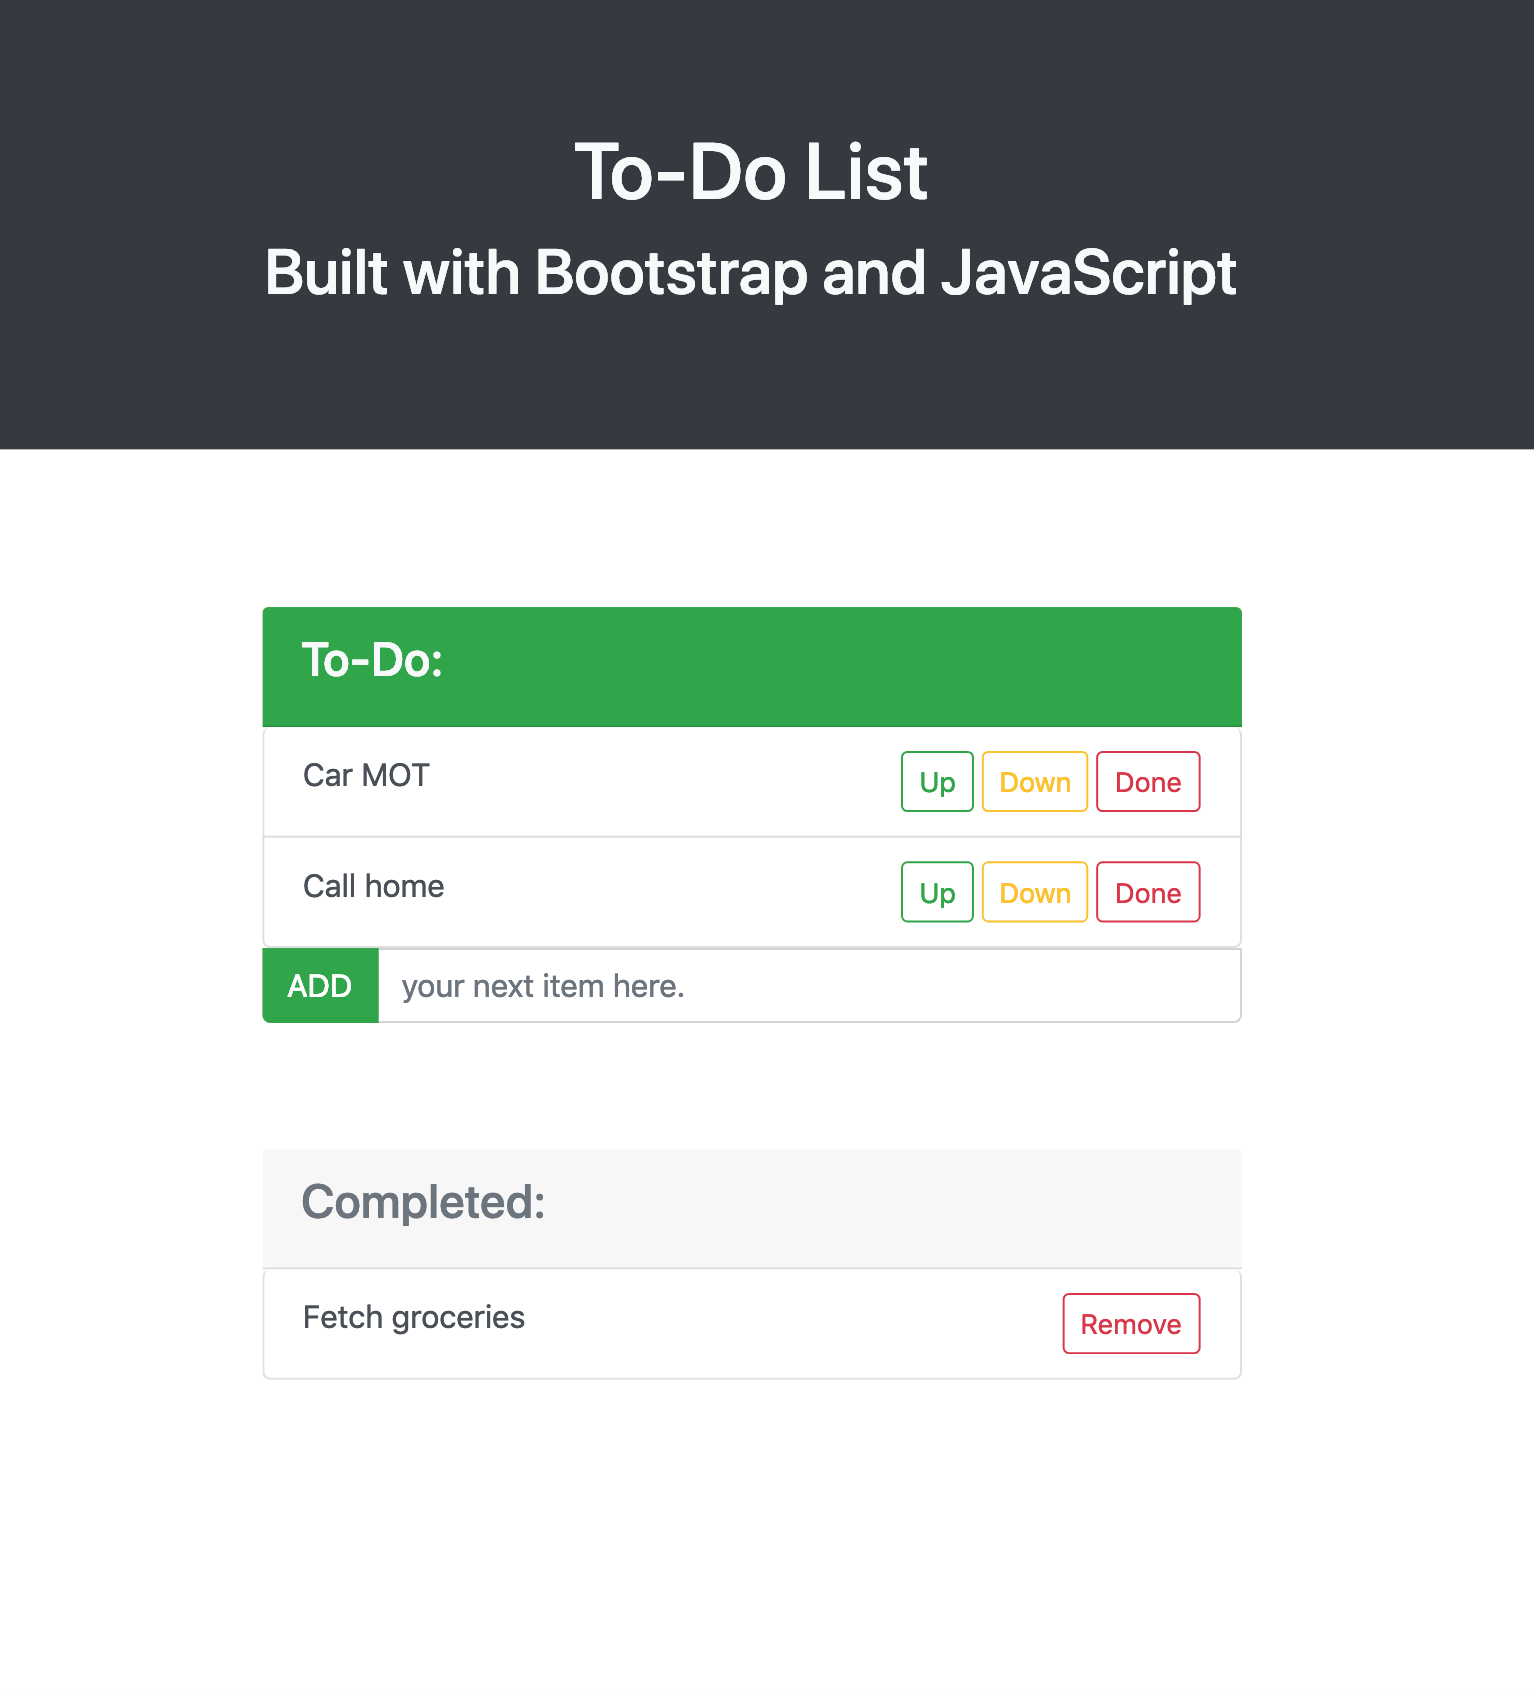 To-Do List
Built with Bootstrap and JavaScript
To-Do:
Car MOT Up Down Done
Call home Up Down Done
ADD your next item here.
Completed:
Fetch groceries Remove